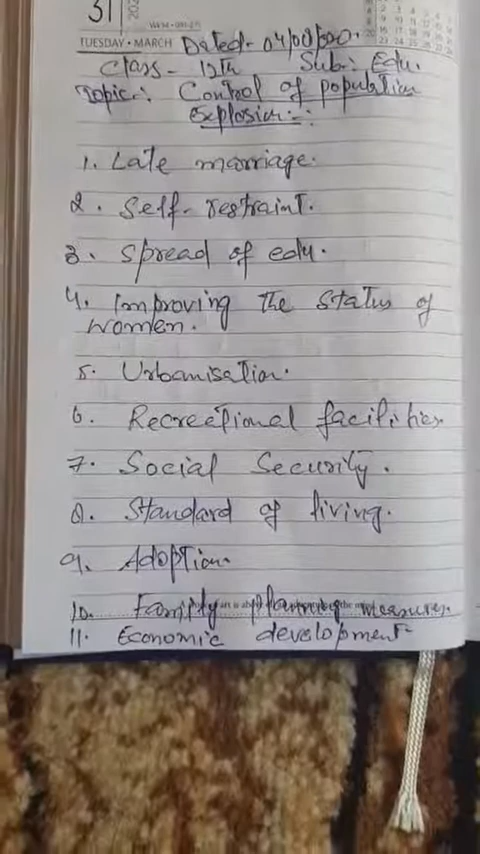 31
TUESDAY • MARCH Dated- 04/08/020.
Class - 12th Sub:- Edu.
Topic:- Control of population
explosion:-
1. Late marriage.
2. Self- restraint.
3. Spread of edu.
4. Improving the status of
women.
5. Urbanisation.
6. Recreational facilities.
7. Social Security.
8. Standard of living.
9. Adoption.
10. Family planning measures.
11. Economic development-